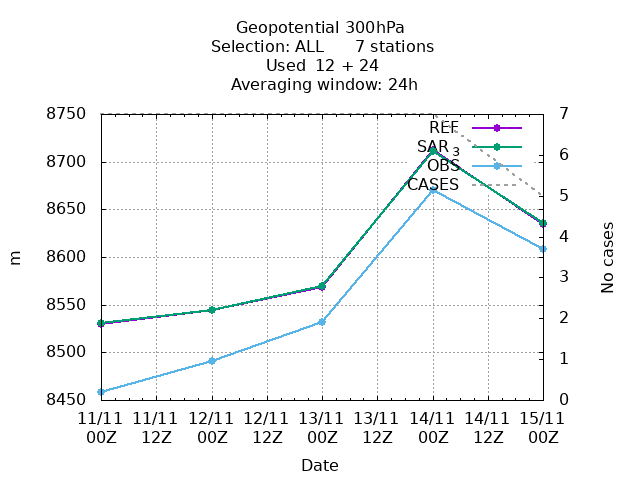 Geopotential 300hPa
Selection: ALL 7 stations
Used 12 + 24
Averaging window: 24h
8750
8700
8650
8600
8550
8500
8450
m
7
6
5
4
3
2
1
0
No cases
REF
SAR 3
OBS
CASES
11/11 11/11 12/11 12/11 13/11 13/11 14/11 14/11 15/11
00Z 12Z 00Z 12Z 00Z 12Z 00Z 12Z 00Z
Date